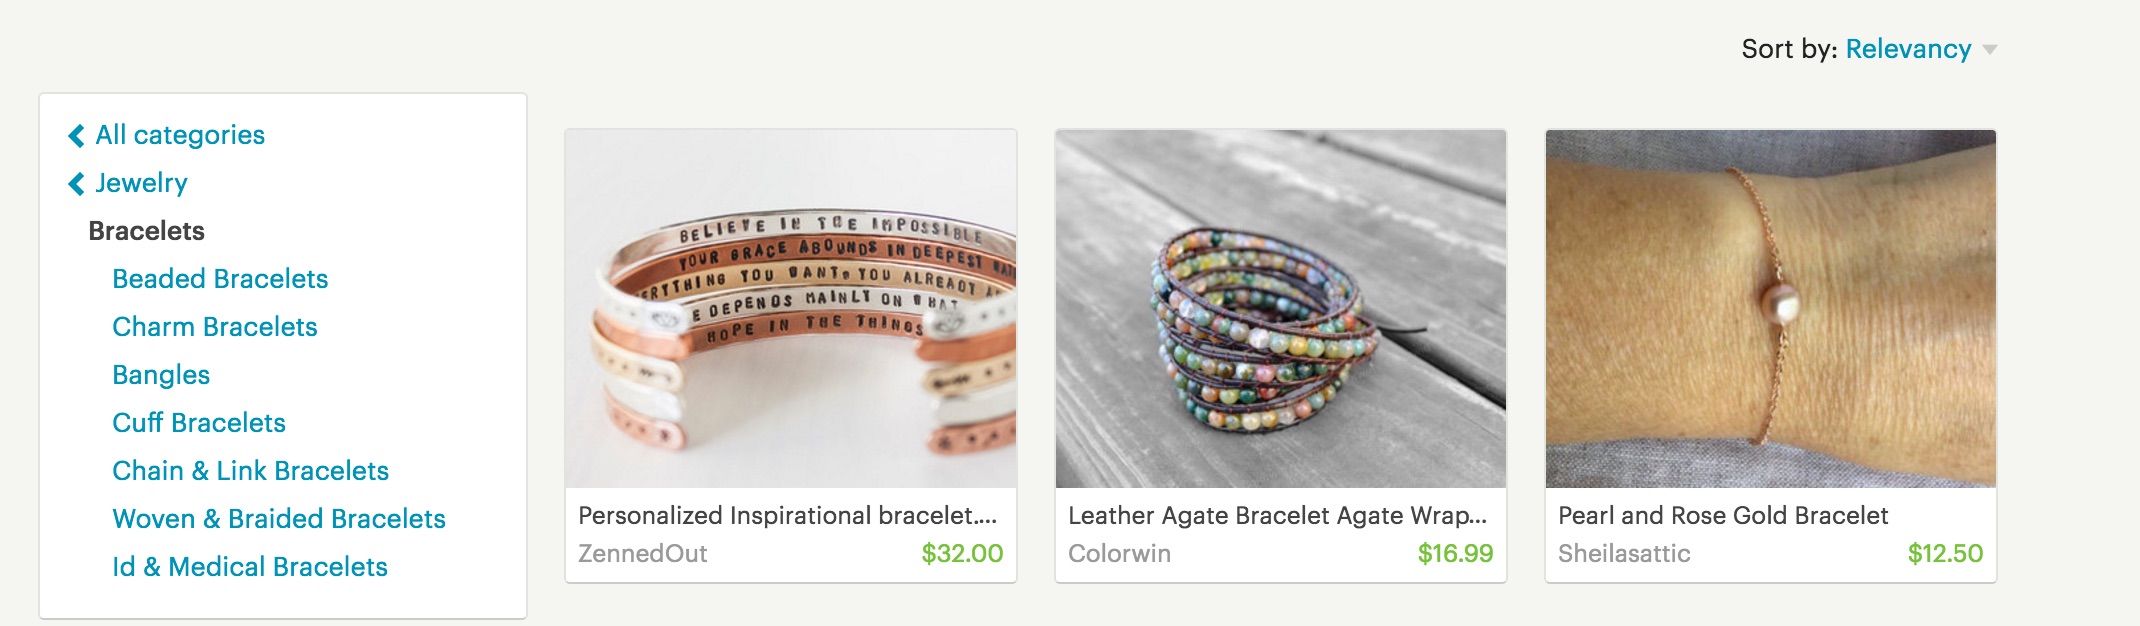 Sort by: Relevancy
All categories
Jewelry
Bracelets
Beaded Bracelets
Charm Bracelets
Bangles
Cuff Bracelets
Chain & Link Bracelets
Woven & Braided Bracelets
Id & Medical Bracelets
BELIEVE IN THE IMPOSSIBLE
YOUR GRACE ABOUNDS IN DEEPEST
YOU WANT, YOU ALREADY
DEPENDS MAINLY ON WHAT
HOPE IN THE THINGS
Personalized Inspirational bracelet....
ZennedOut $32.00
Leather Agate Bracelet Agate Wrap...
Colorwin $16.99
Pearl and Rose Gold Bracelet
Sheilasattic $12.50